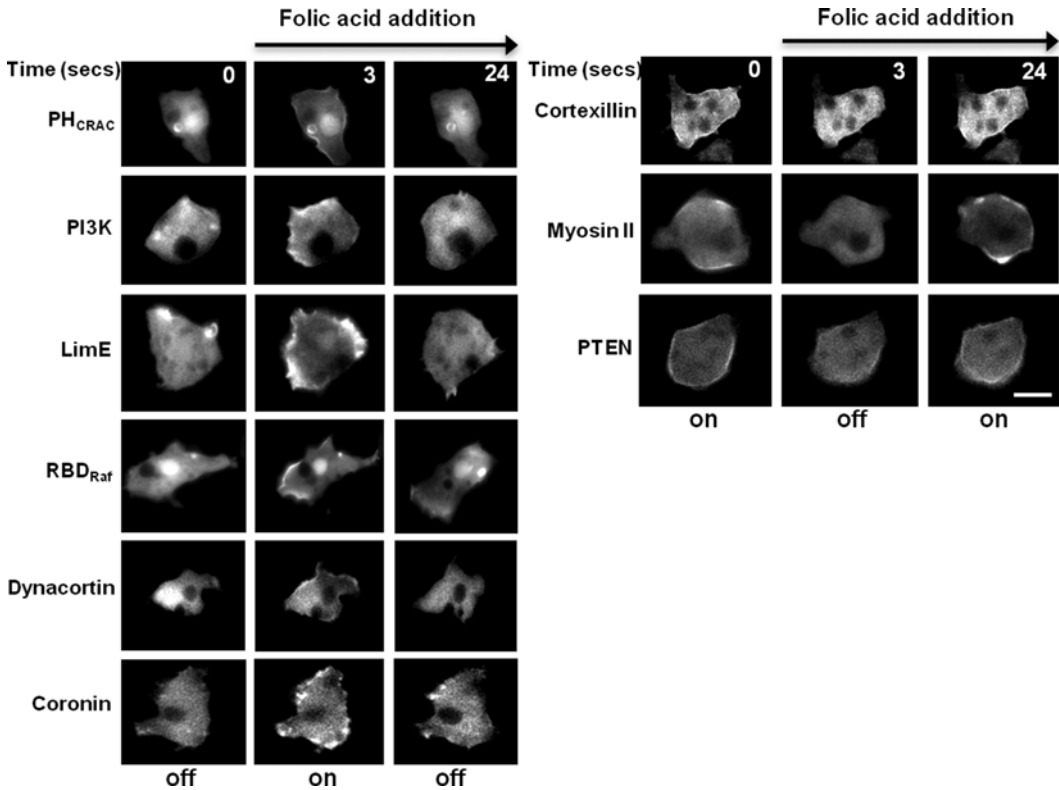 Folic acid addition
Time (secs) 0 3 24
PHCRAC
PI3K
LimE
RBDRaf
Dynacortin
Coronin
off on off
Folic acid addition
Time (secs) 0 3 24
Cortexillin
Myosin II
PTEN
on off on